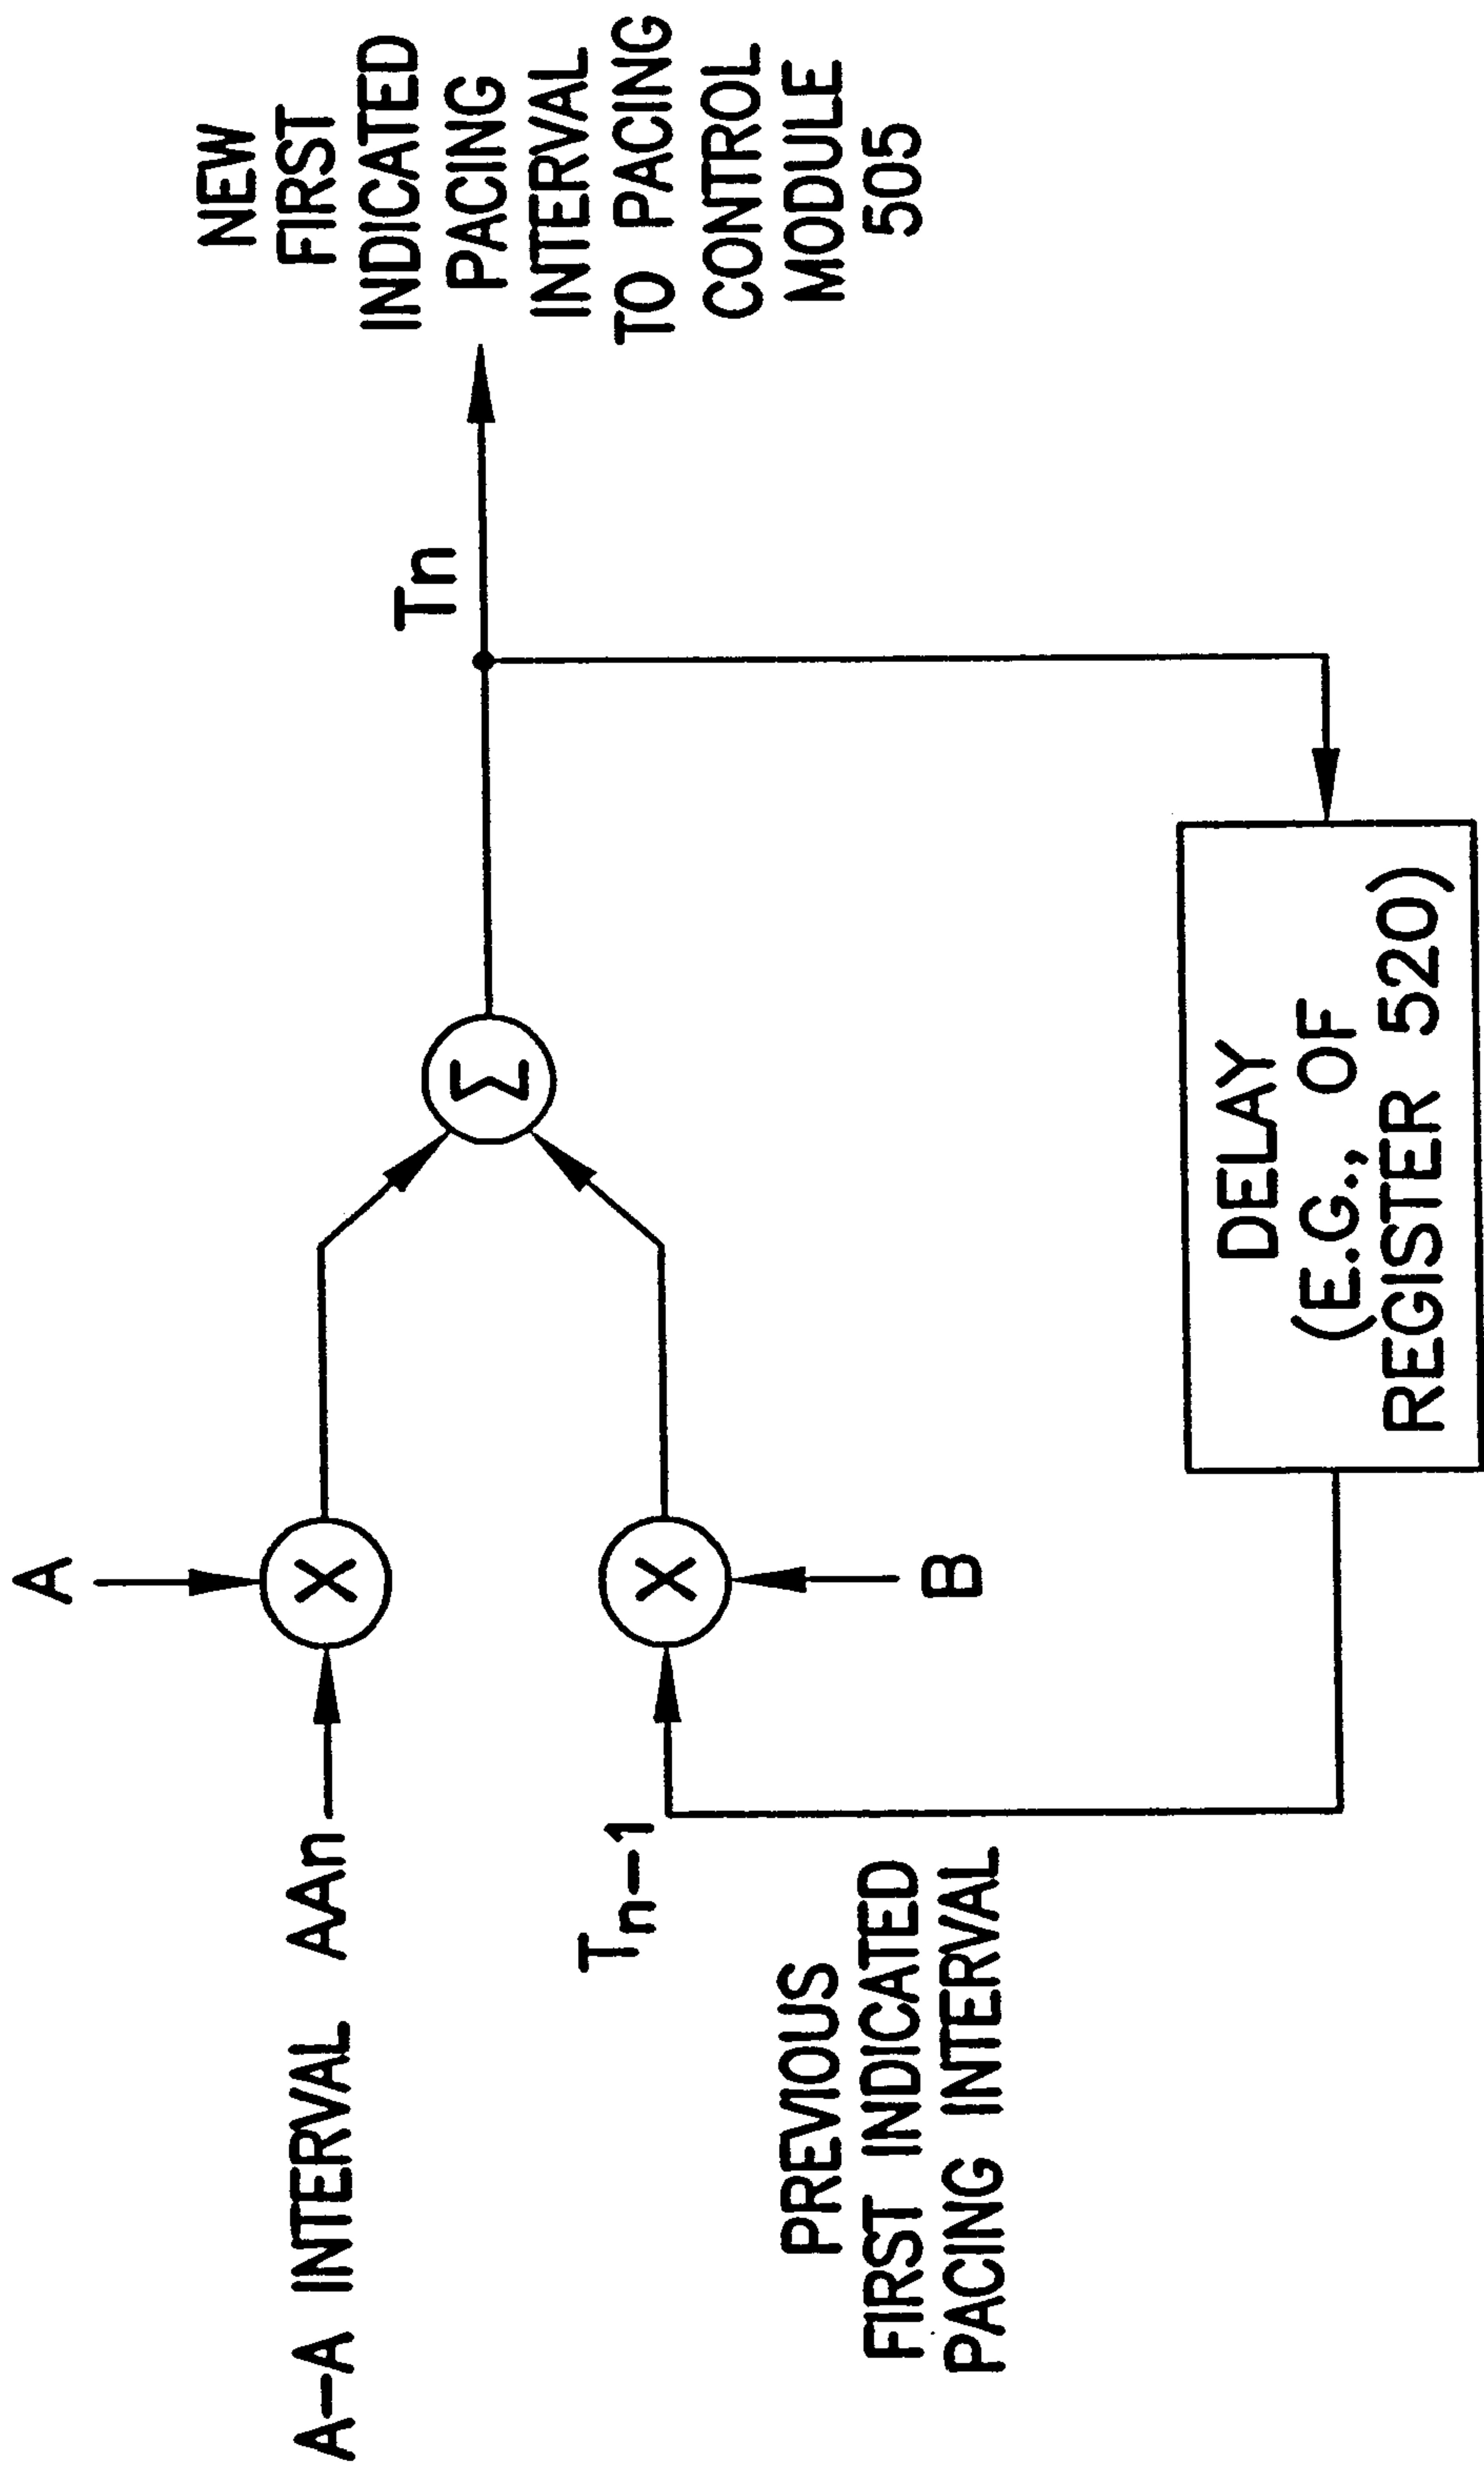 A
A-A INTERVAL AAn
X
Σ
Tn
NEW
FIRST
INDICATED
PACING
INTERVAL
TO PACING
CONTROL
MODULE
505
Tn-1
X
B
PREVIOUS
FIRST INDICATED
PACING INTERVAL
DELAY
(E.G., OF
REGISTER 520)